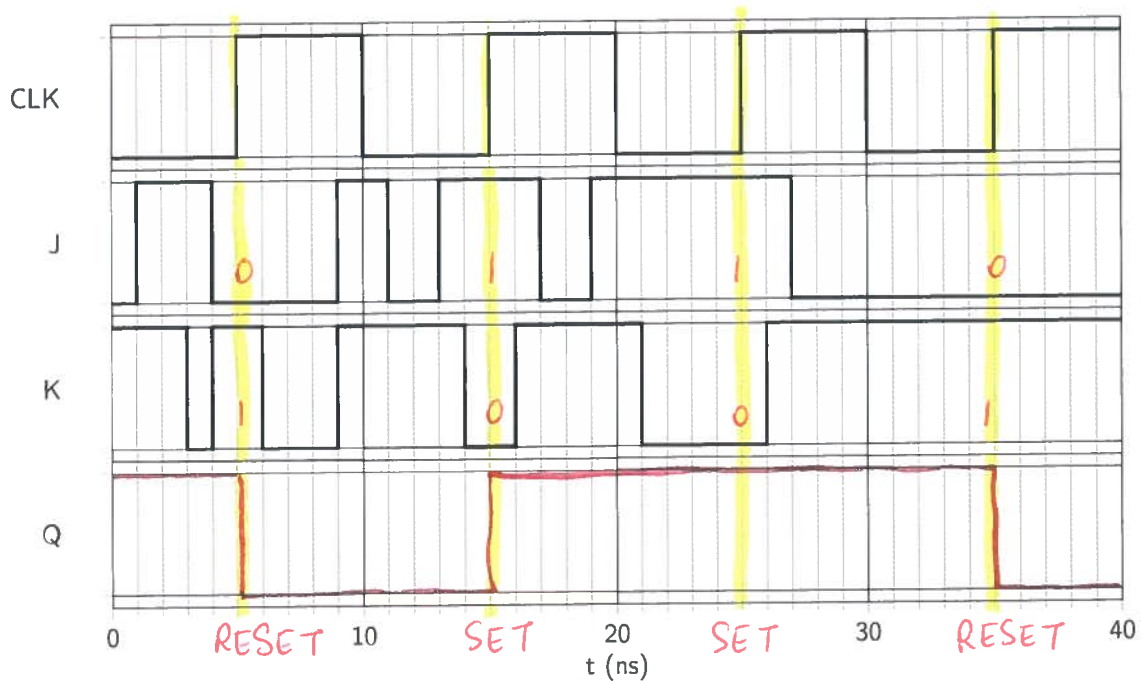 CLK
J
0 1 1 0
K
1 0 0 1
Q
0 RESET 10 SET 20 SET 30 RESET 40
t (ns)